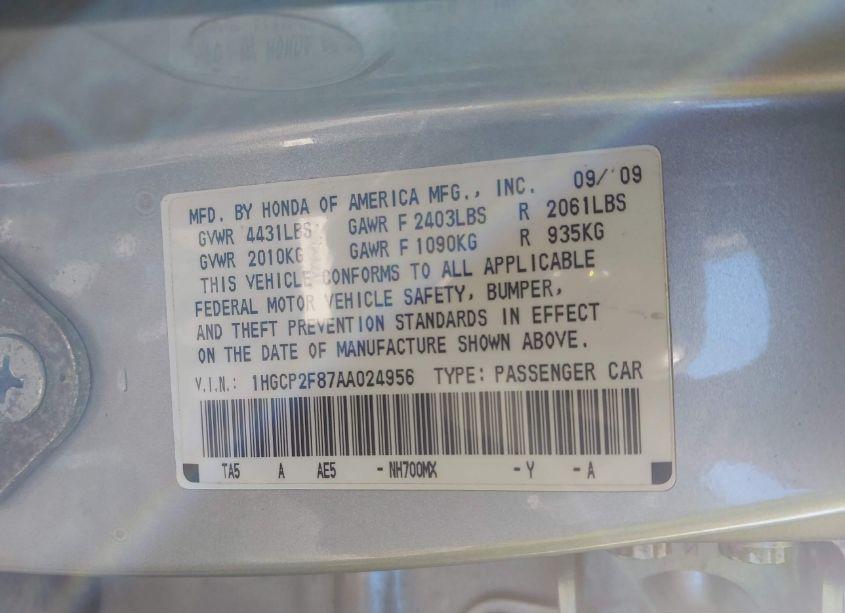 MFD. BY HONDA OF AMERICA MFG., INC. 09/09
GVWR 4431LBS GAWR F 2403LBS R 2061LBS
GVWR 2010KG GAWR F 1090KG R 935KG
THIS VEHICLE CONFORMS TO ALL APPLICABLE
FEDERAL MOTOR VEHICLE SAFETY, BUMPER,
AND THEFT PREVENTION STANDARDS IN EFFECT
ON THE DATE OF MANUFACTURE SHOWN ABOVE.
V.I.N.: 1HGCP2F87AA024956 TYPE: PASSENGER CAR
TA5 A AE5 - NH700MX - Y - A